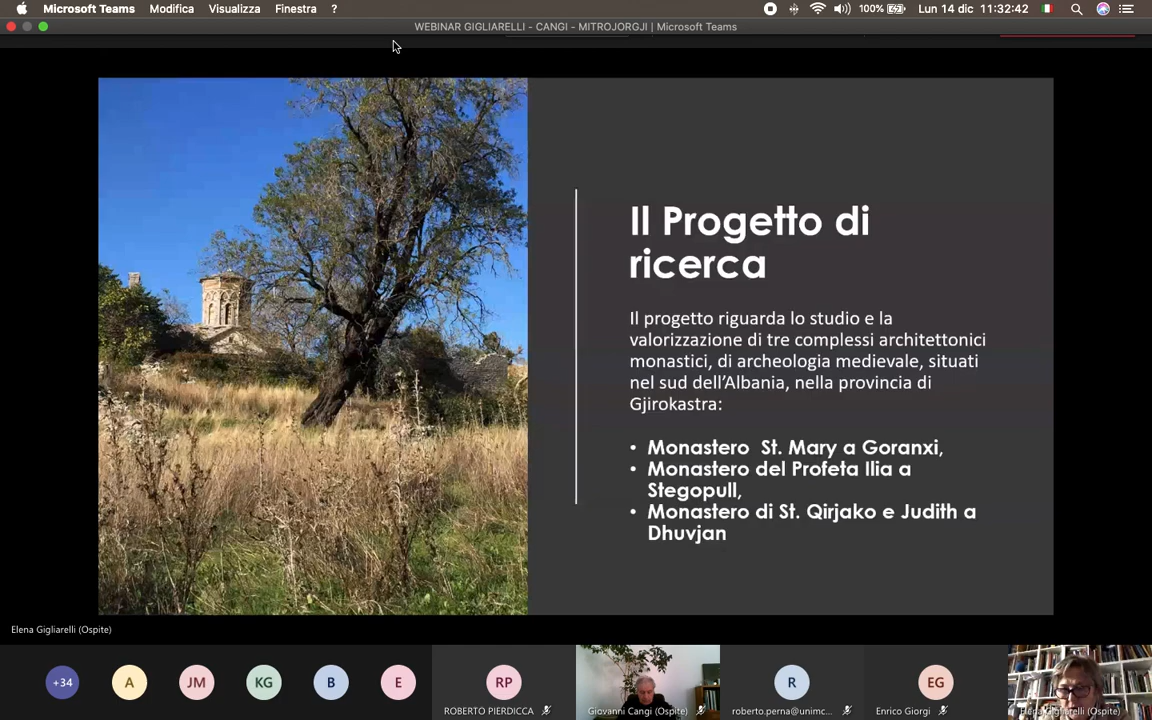 Microsoft Teams Modifica Visualizza Finestra ? 100% Lun 14 dic 11:32:42
WEBINAR GIGLIARELLI - CANGI - MITROJORGJI | Microsoft Teams
Il Progetto di
ricerca
Il progetto riguarda lo studio e la
valorizzazione di tre complessi architettonici
monastici, di archeologia medievale, situati
nel sud dell'Albania, nella provincia di
Gjirokastra:
• Monastero St. Mary a Goranxi,
• Monastero del Profeta Ilia a
Stegopull,
• Monastero di St. Qirjako e Judith a
Dhuvjan
Elena Gigliarelli (Ospite)
+34 A JM KG B E RP R EG
ROBERTO PIERDICCA Giovanni Cangi (Ospite) roberto.perna@unimc... Enrico Giorgi Elena Gigliarelli (Ospite)